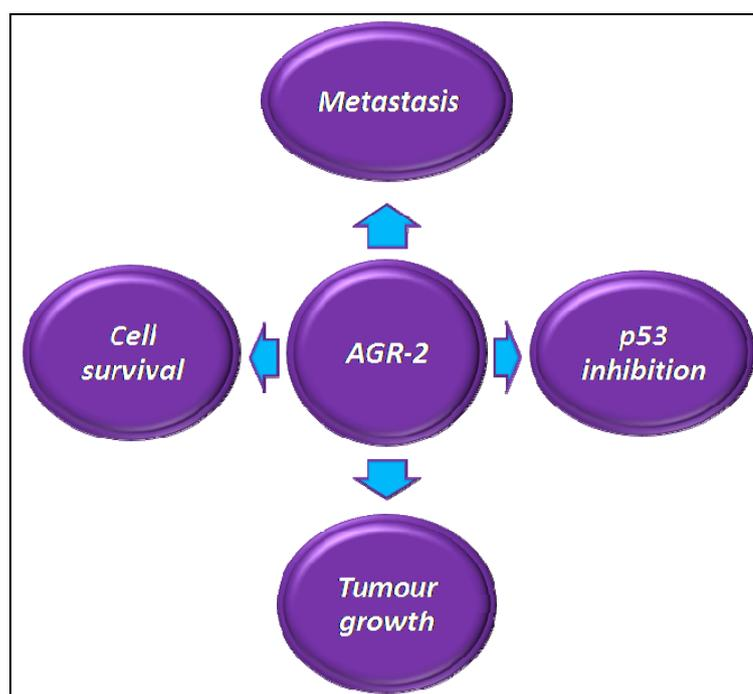 Metastasis
Cell
survival
AGR-2
p53
inhibition
Tumour
growth